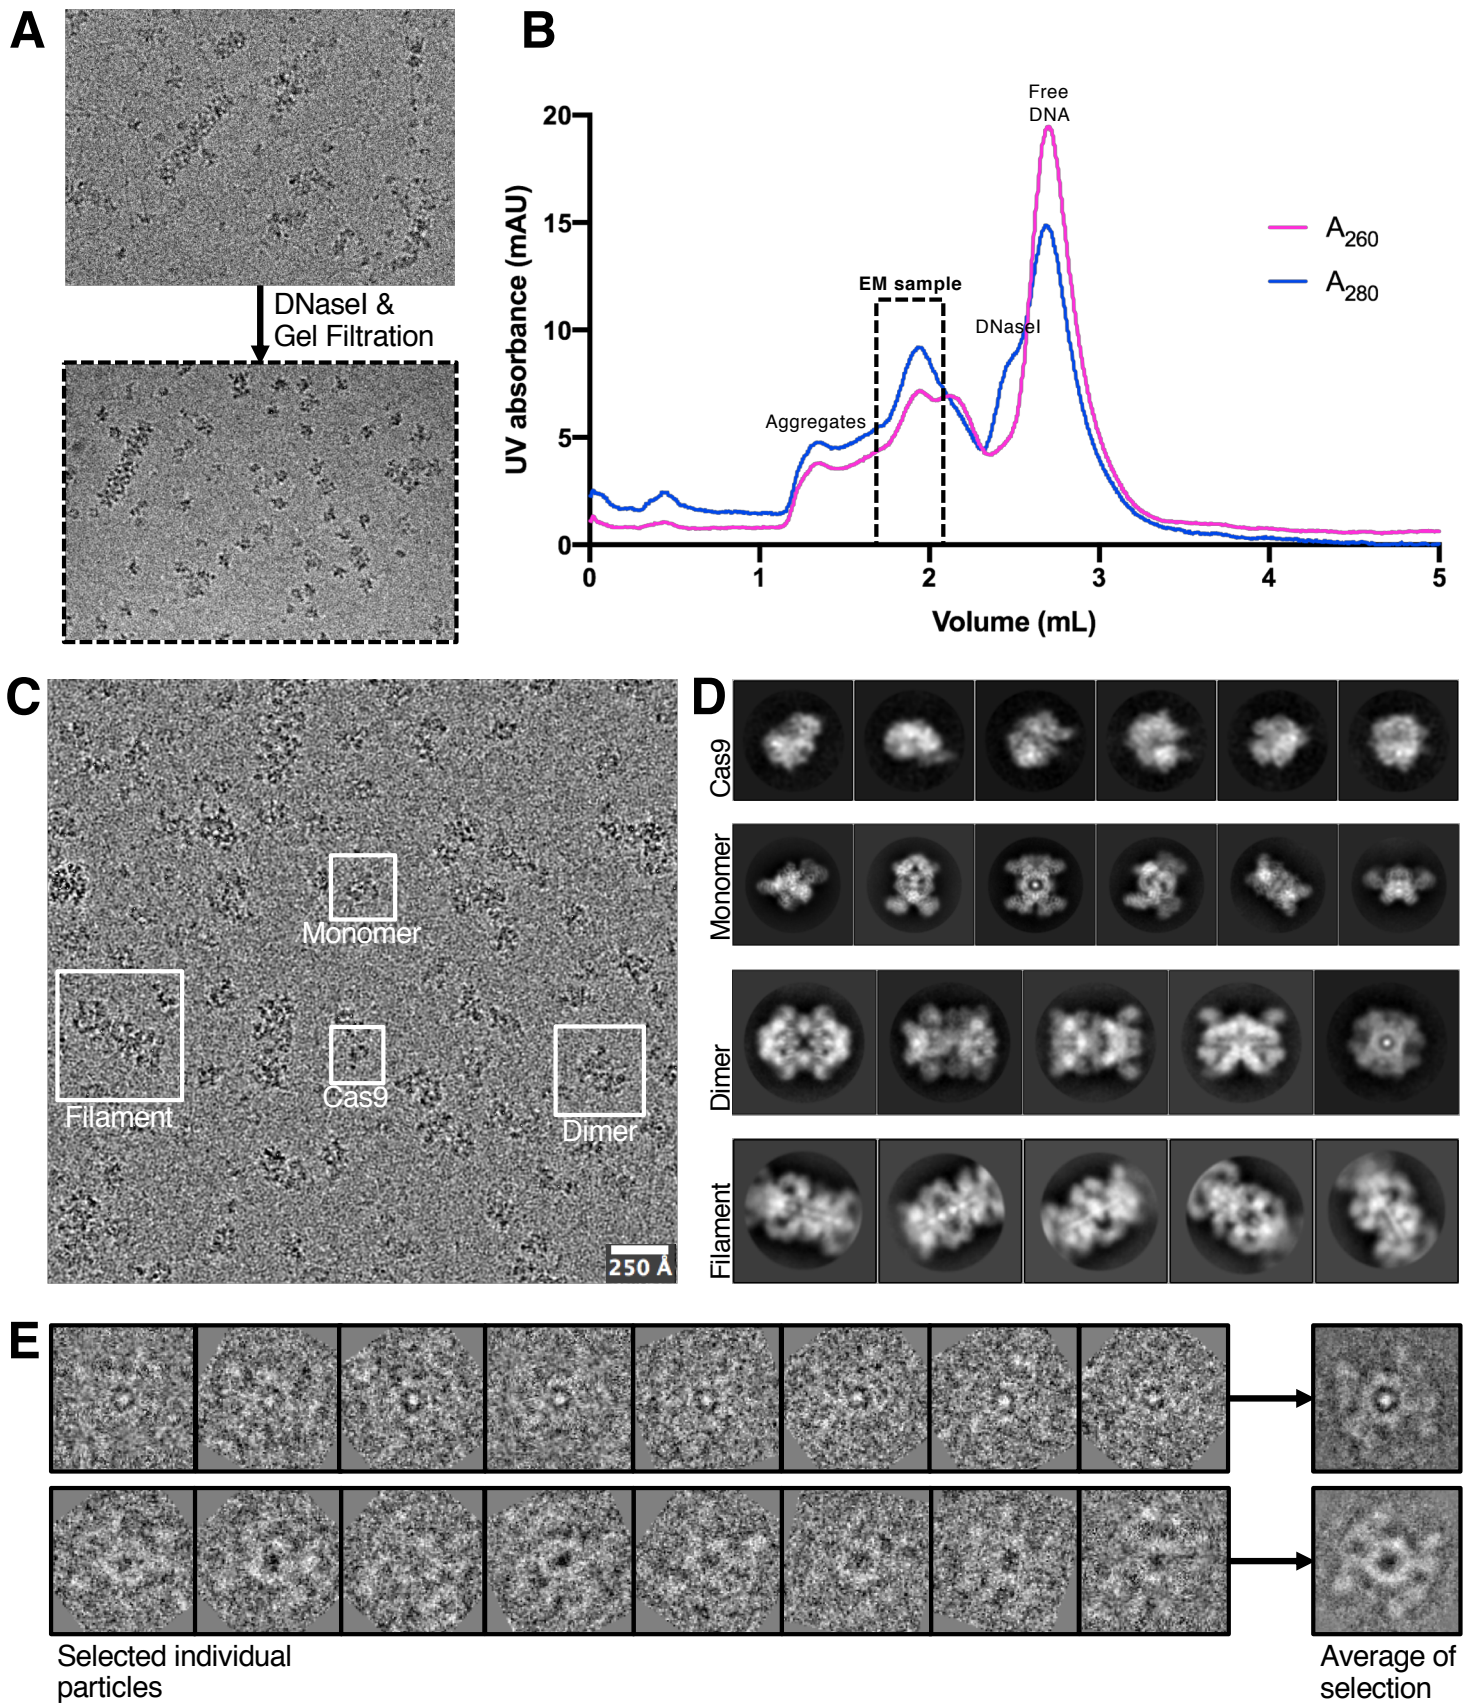 A
DNaseI &
Gel Filtration
B
UV absorbance (mAU)
20
15
10
5
0
0
1
2
3
4
5
Volume (mL)
Free
DNA
EM sample
DNaseI
Aggregates
A260
A280
C
Monomer
Filament
Cas9
Dimer
250 Å
D
Cas9
Monomer
Dimer
Filament
E
Selected individual
particles
Average of
selection